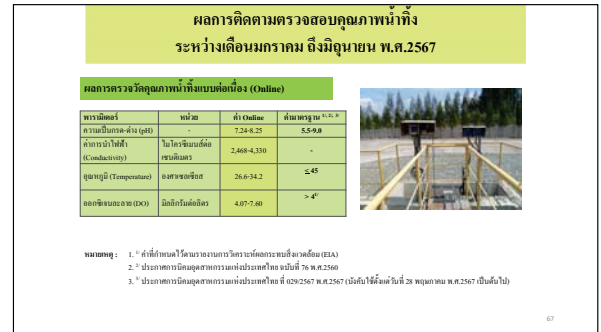 ผลการติดตามตรวจสอบคุณภาพน้ำทิ้ง
ระหว่างเดือนมกราคม ถึงมิถุนายน พ.ศ.2567
ผลการตรวจวัดคุณภาพน้ำทิ้งแบบต่อเนื่อง (Online)
พารามิเตอร์ หน่วย ค่า Online ค่ามาตรฐาน 1/, 2/, 3/
ความเป็นกรด-ด่าง (pH) - 7.24-8.25 5.5-9.0
ค่าการนำไฟฟ้า (Conductivity) ไมโครซีเมนส์ต่อเซนติเมตร 2,468-4,330 -
อุณหภูมิ (Temperature) องศาเซลเซียส 26.6-34.2 ≤ 45
ออกซิเจนละลาย (DO) มิลลิกรัมต่อลิตร 4.07-7.60 > 4 1/
หมายเหตุ : 1. 1/ ค่าที่กำหนดไว้ตามรายงานการวิเคราะห์ผลกระทบสิ่งแวดล้อม (EIA)
2. 2/ ประกาศการนิคมอุตสาหกรรมแห่งประเทศไทย ฉบับที่ 76 พ.ศ.2560
3. 3/ ประกาศการนิคมอุตสาหกรรมแห่งประเทศไทย ที่ 029/2567 พ.ศ.2567 (บังคับใช้ตั้งแต่วันที่ 28 พฤษภาคม พ.ศ.2567 เป็นต้นไป)
67